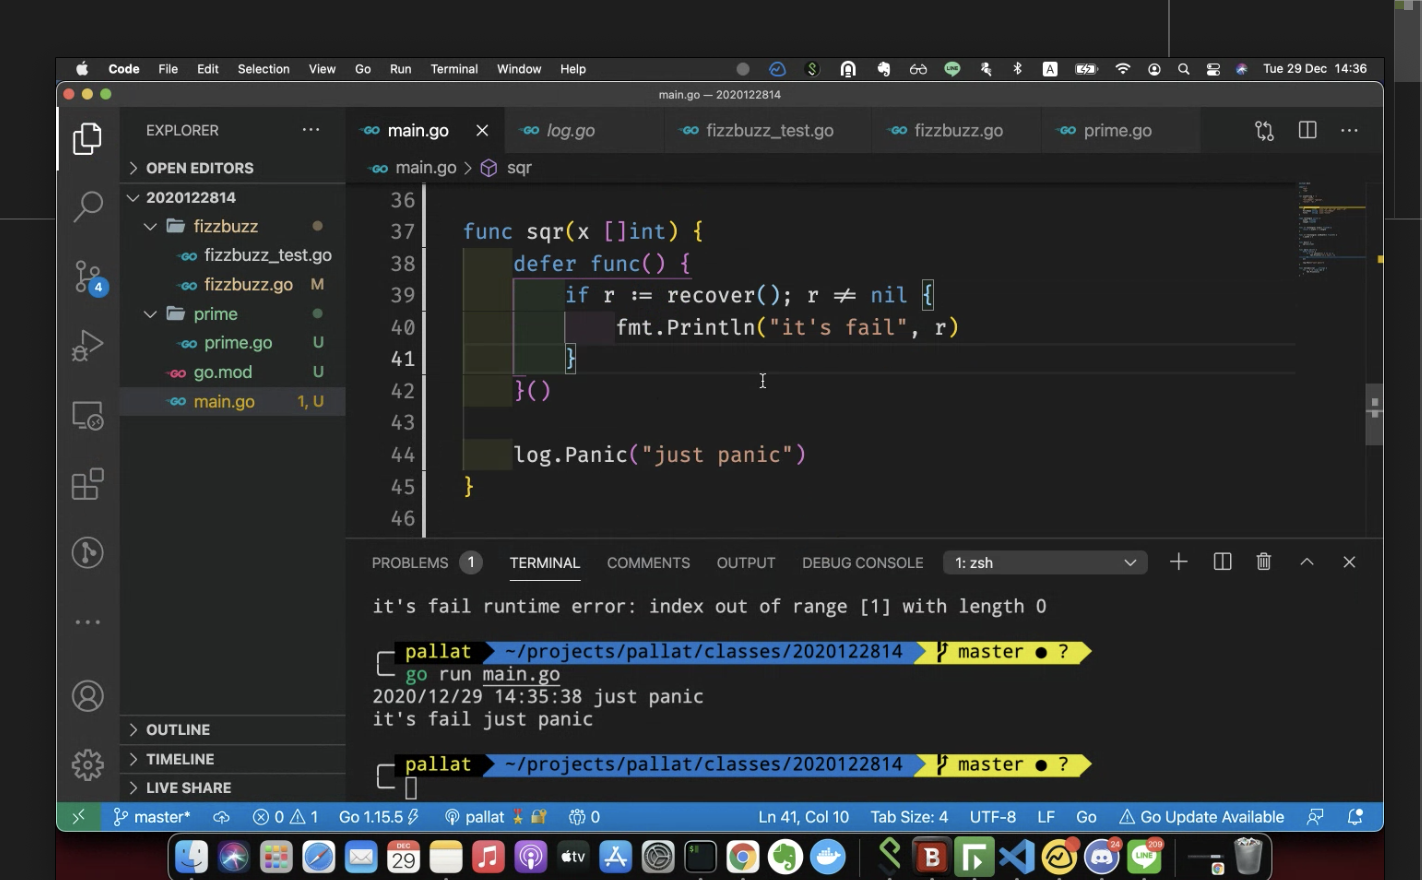 Code File Edit Selection View Go Run Terminal Window Help A Tue 29 Dec 14:36
main.go — 2020122814
EXPLORER ···
main.go log.go fizzbuzz_test.go fizzbuzz.go prime.go ···
main.go > sqr
OPEN EDITORS
2020122814
fizzbuzz
fizzbuzz_test.go
fizzbuzz.go M
prime
prime.go U
go.mod U
main.go 1, U
4
OUTLINE
TIMELINE
LIVE SHARE
36
37 func sqr(x []int) {
38 defer func() {
39 if r := recover(); r ≠ nil {
40 fmt.Println("it's fail", r)
41 }
42 }()
43
44 log.Panic("just panic")
45 }
46
PROBLEMS 1 TERMINAL COMMENTS OUTPUT DEBUG CONSOLE 1: zsh
it's fail runtime error: index out of range [1] with length 0
pallat ~/projects/pallat/classes/2020122814 master ● ?
go run main.go
2020/12/29 14:35:38 just panic
it's fail just panic
pallat ~/projects/pallat/classes/2020122814 master ● ?
master* 0 1 Go 1.15.5 pallat 0 Ln 41, Col 10 Tab Size: 4 UTF-8 LF Go Go Update Available
DEC 29 tv B 24 LINE 209